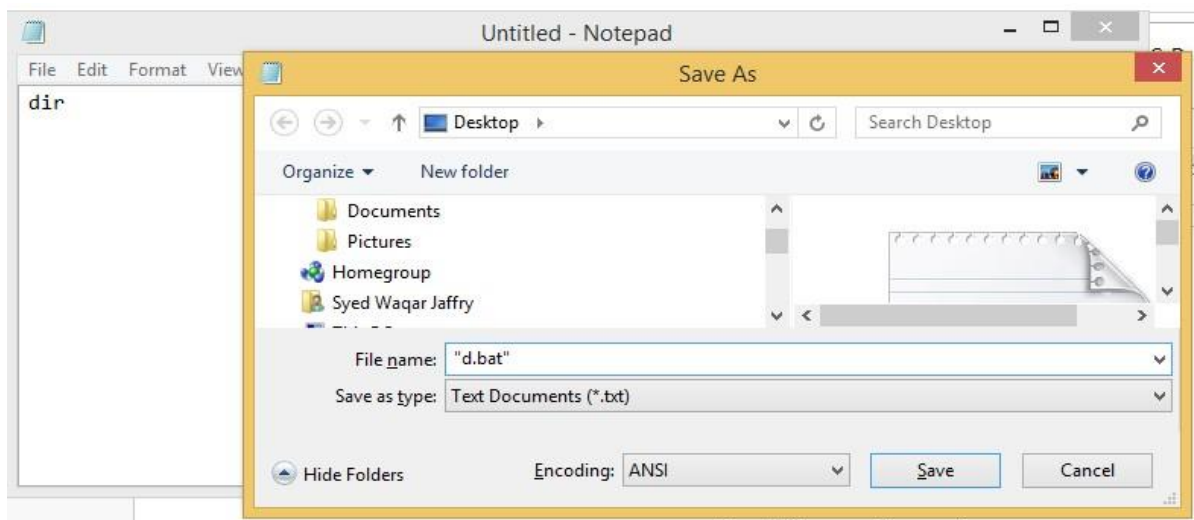 Untitled - Notepad
File Edit Format View
Save As
dir
Desktop
Search Desktop
Organize New folder
Documents
Pictures
Homegroup
Syed Waqar Jaffry
File name: "d.bat"
Save as type: Text Documents (*.txt)
Hide Folders Encoding: ANSI Save Cancel